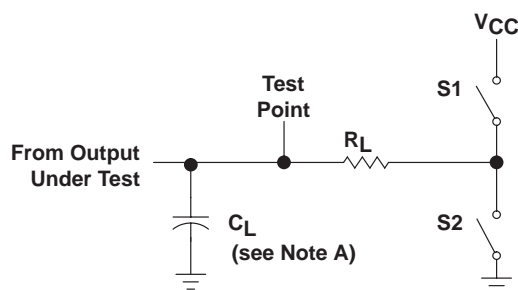 VCC
S1
Test
Point
RL
From Output
Under Test
CL
(see Note A)
S2